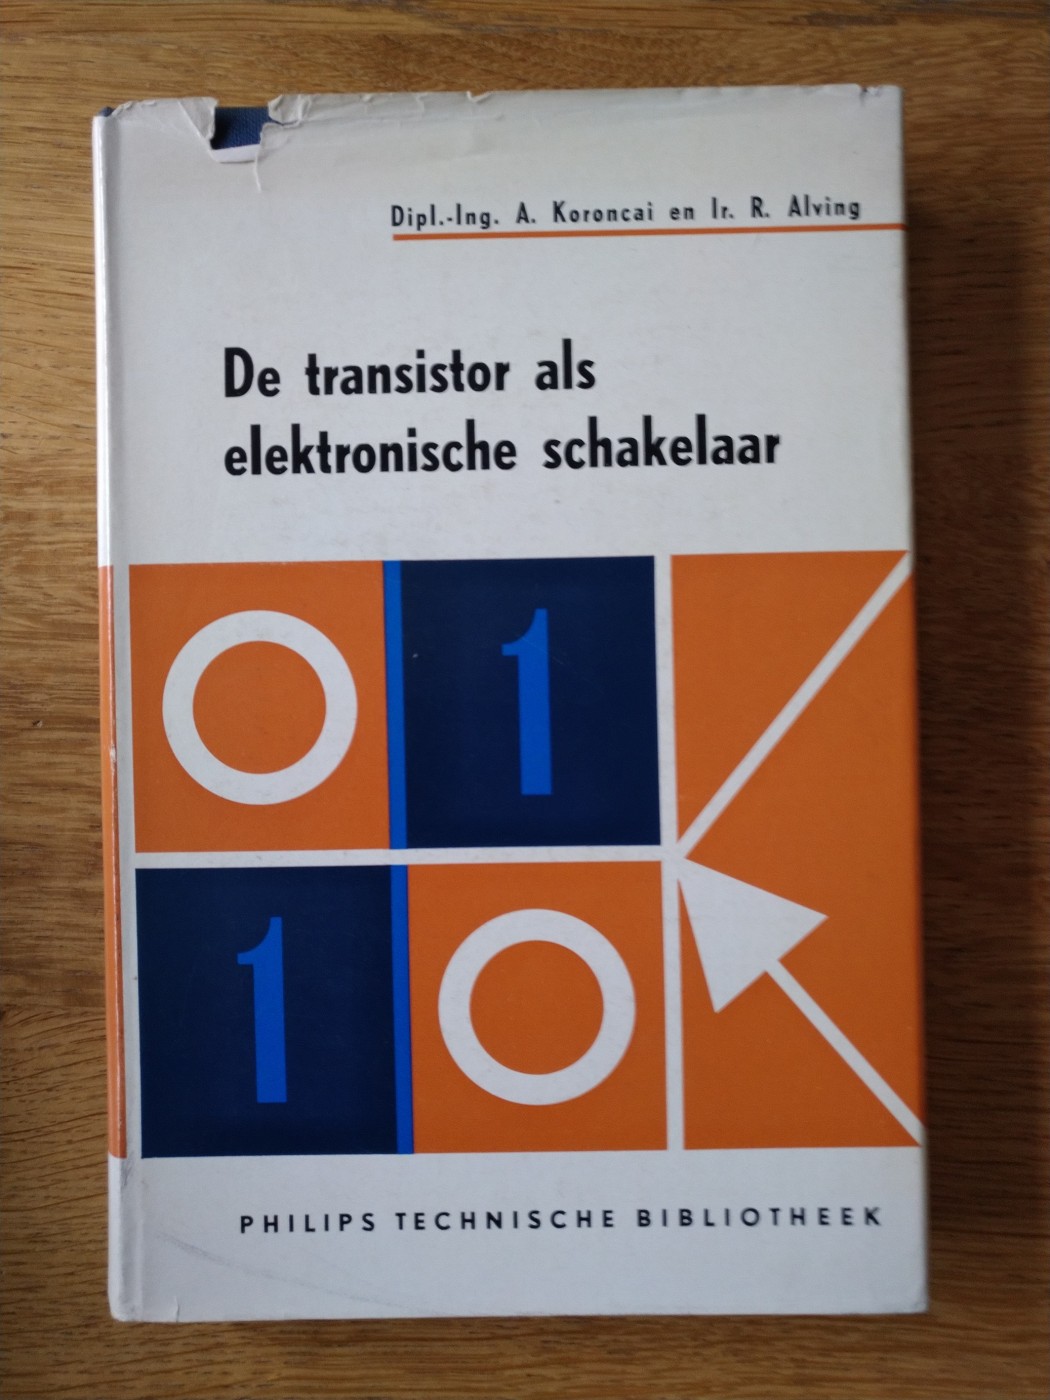 Dipl.-Ing. A. Koroncai en Ir. R. Alving
De transistor als
elektronische schakelaar
0 1
1 0
PHILIPS TECHNISCHE BIBLIOTHEEK